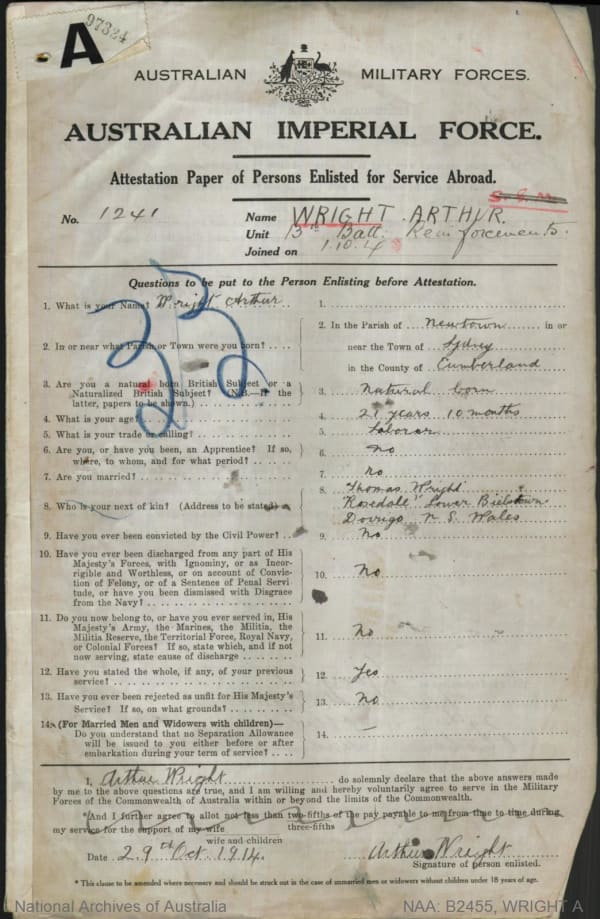 A
97324
AUSTRALIAN MILITARY FORCES.
AUSTRALIAN IMPERIAL FORCE.
Attestation Paper of Persons Enlisted for Service Abroad.
No. 1241 Name WRIGHT ARTHUR.
Unit 13th Batt. Reinforcements.
Joined on 1.10.4
Questions to be put to the Person Enlisting before Attestation.
1. What is your Name? Wright Arthur 1.
2. In or near what Parish or Town were you born? 2. In the Parish of Newtown in or
near the Town of Sydney
in the County of Cumberland
3. Are you a natural born British Subject or a
Naturalized British Subject? (N.B.—If the
latter, papers to be shown.) 3. Natural born
4. What is your age? 4. 21 years 10 months
5. What is your trade or calling? 5. Laborer
6. Are you, or have you been, an Apprentice? If so,
where, to whom, and for what period? 6. no
7. Are you married? 7. no
8. Who is your next of kin? (Address to be stated) 8. Thomas Wright
"Rosedale" Lower Bielsdown
Dorrigo N S Wales
9. Have you ever been convicted by the Civil Power? 9. No
10. Have you ever been discharged from any part of His
Majesty's Forces, with Ignominy, or as Incor-
rigible and Worthless, or on account of Convic-
tion of Felony, or of a Sentence of Penal Servi-
tude, or have you been Dismissed with Disgrace
from the Navy? 10. No
11. Do you now belong to, or have you ever served in, His
Majesty's Army, the Marines, the Militia, the
Militia Reserve, the Territorial Force, Royal Navy,
or Colonial Forces? If so, state which, and if not
now serving, state cause of discharge 11. No
12. Have you stated the whole, if any, of your previous
service? 12. Yes
13. Have you ever been rejected as unfit for His Majesty's
Service? If so, on what grounds? 13. No
14. (For Married Men and Widowers with children)—
Do you understand that no Separation Allowance
will be issued to you either before or after
embarkation during your term of service? 14. —
I, Arthur Wright do solemnly declare that the above answers made
by me to the above questions are true, and I am willing and hereby voluntarily agree to serve in the Military
Forces of the Commonwealth of Australia within or beyond the limits of the Commonwealth.
*And I further agree to allot not less than two-fifths of the pay payable to me from time to time during
three-fifths
my service for the support of my wife
wife and children
Date 29th Oct 1914. Arthur Wright
Signature of person enlisted.
* This clause to be amended where necessary and should be struck out in the case of unmarried men or widowers without children under 18 years of age.
National Archives of Australia NAA: B2455, WRIGHT A